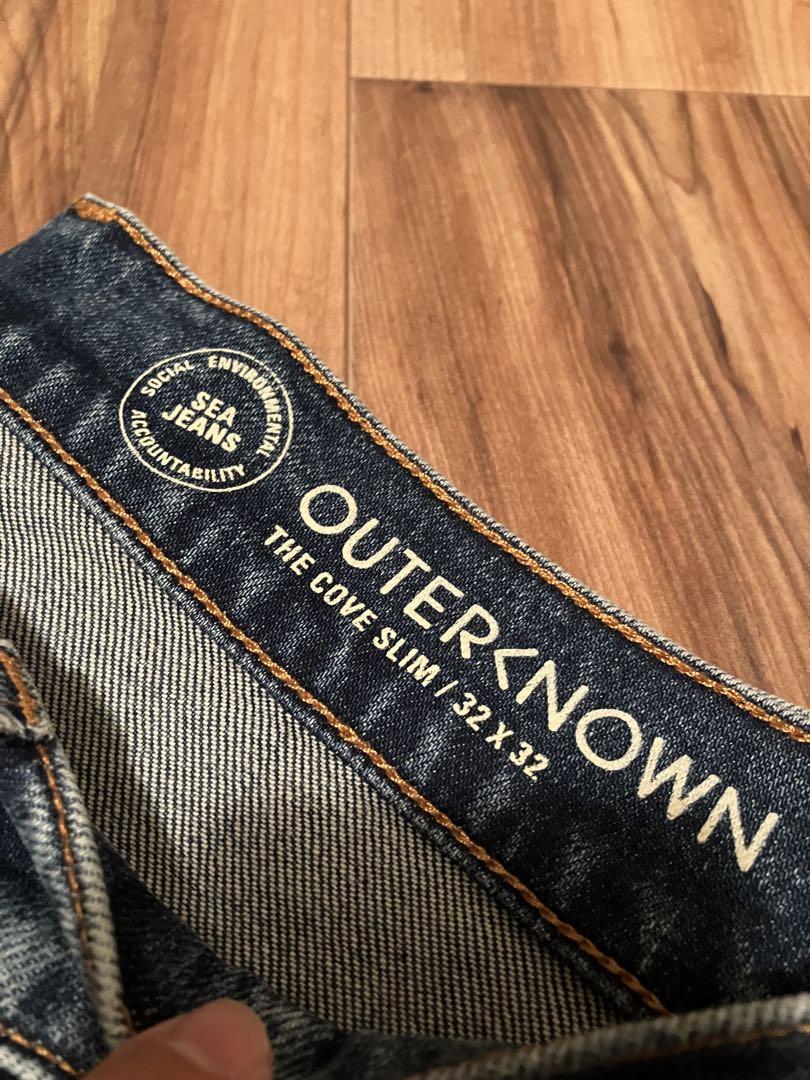 SOCIAL ENVIRONMENTAL
SEA
JEANS
ACCOUNTABILITY
OUTERKNOWN
THE COVE SLIM / 32 X 32